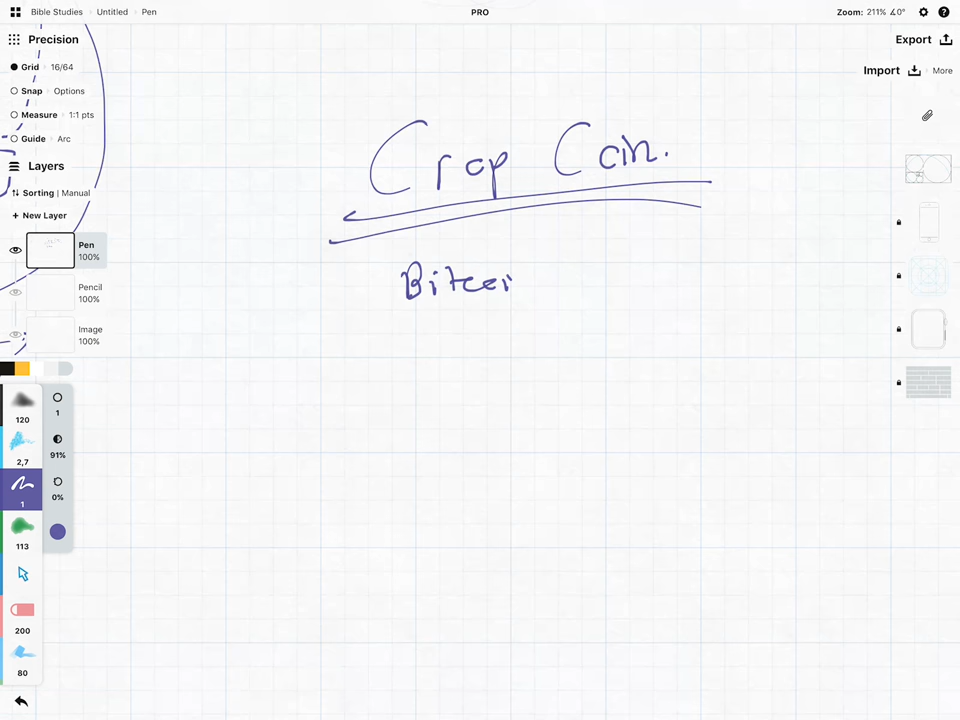 Bible Studies › Untitled › Pen
PRO
Zoom: 211% ∡0°
Precision
Export
Grid › 16/64
Import
More
Snap › Options
Measure › 1:1 pts
Guide › Arc
Crop Coin.
Layers
Sorting | Manual
+ New Layer
Pen
100%
Bitcoi
Pencil
100%
Image
100%
120
1
2,7
91%
1
0%
113
200
80